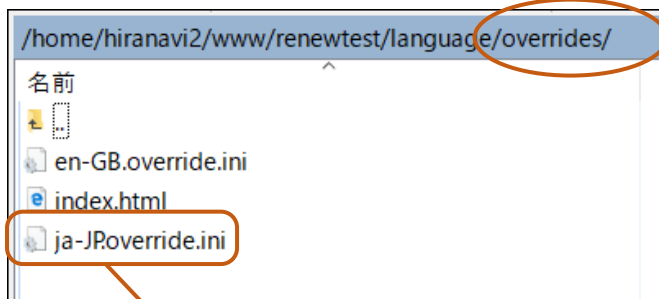 /home/hiranavi2/www/renewtest/language/overrides/
名前
..
en-GB.override.ini
index.html
ja-JP.override.ini